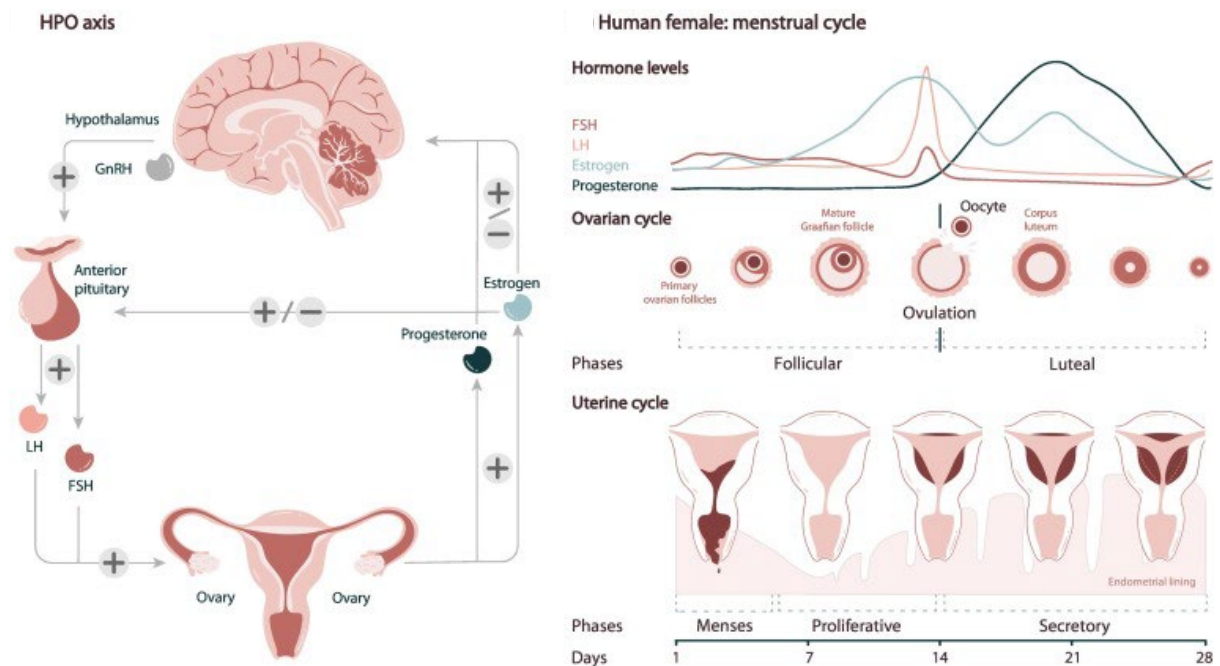 HPO axis
Hypothalamus
GnRH
+
Anterior
pituitary
+
LH
FSH
+
Ovary
Ovary
+
Progesterone
Estrogen
+/−
+
/
−
Human female: menstrual cycle
Hormone levels
FSH
LH
Estrogen
Progesterone
Ovarian cycle
Primary
ovarian follicles
Mature
Graafian follicle
Oocyte
Ovulation
Corpus
luteum
Phases Follicular Luteal
Uterine cycle
Endometrial lining
Phases Menses Proliferative Secretory
Days 1 7 14 21 28